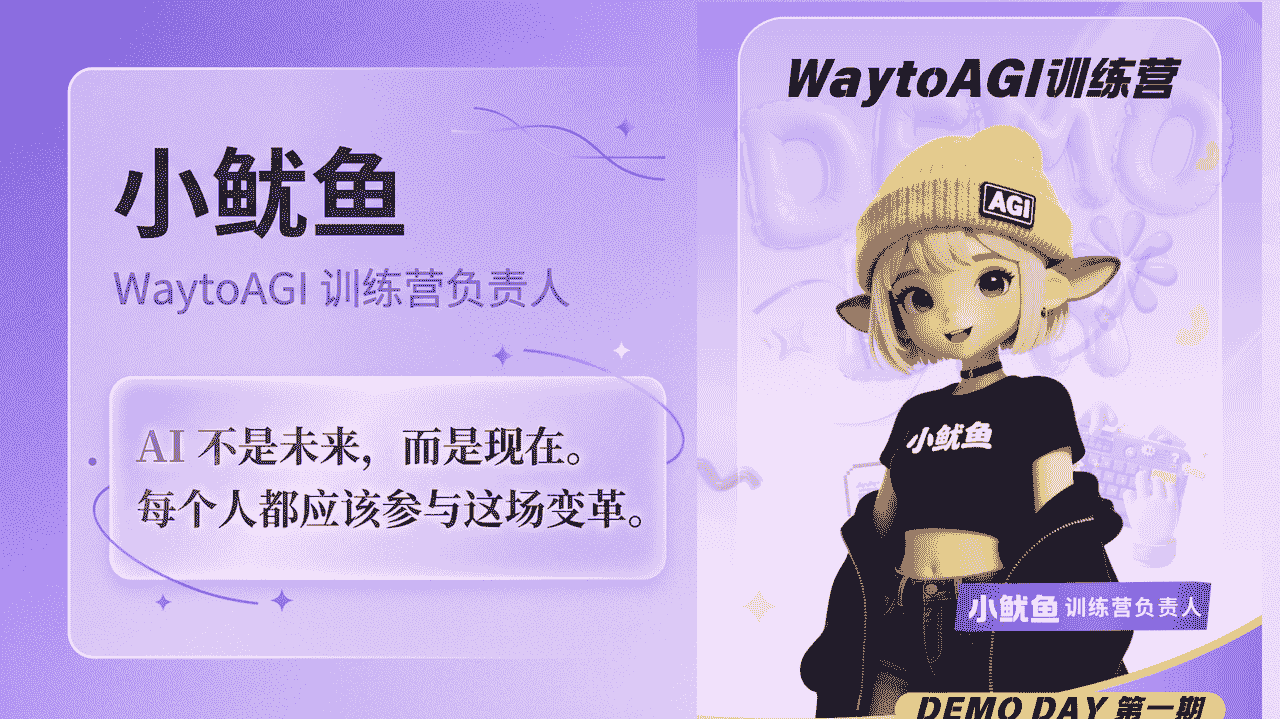 小鱿鱼
WaytoAGI 训练营负责人
AI 不是未来，而是现在。
每个人都应该参与这场变革。
WaytoAGI训练营
DEMO
AGI
小鱿鱼
小鱿鱼 训练营负责人
DEMO DAY 第一期